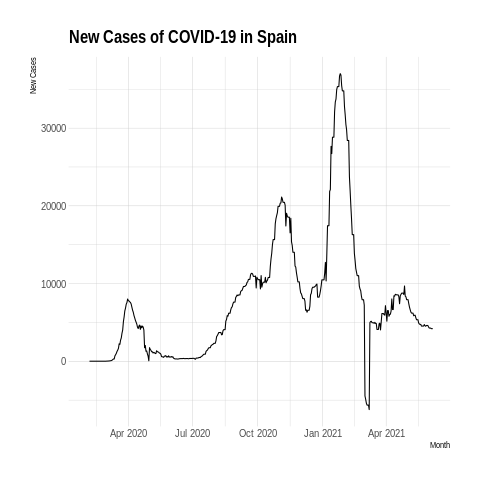 New Cases of COVID-19 in Spain
New Cases
30000
20000
10000
0
Apr 2020 Jul 2020 Oct 2020 Jan 2021 Apr 2021
Month